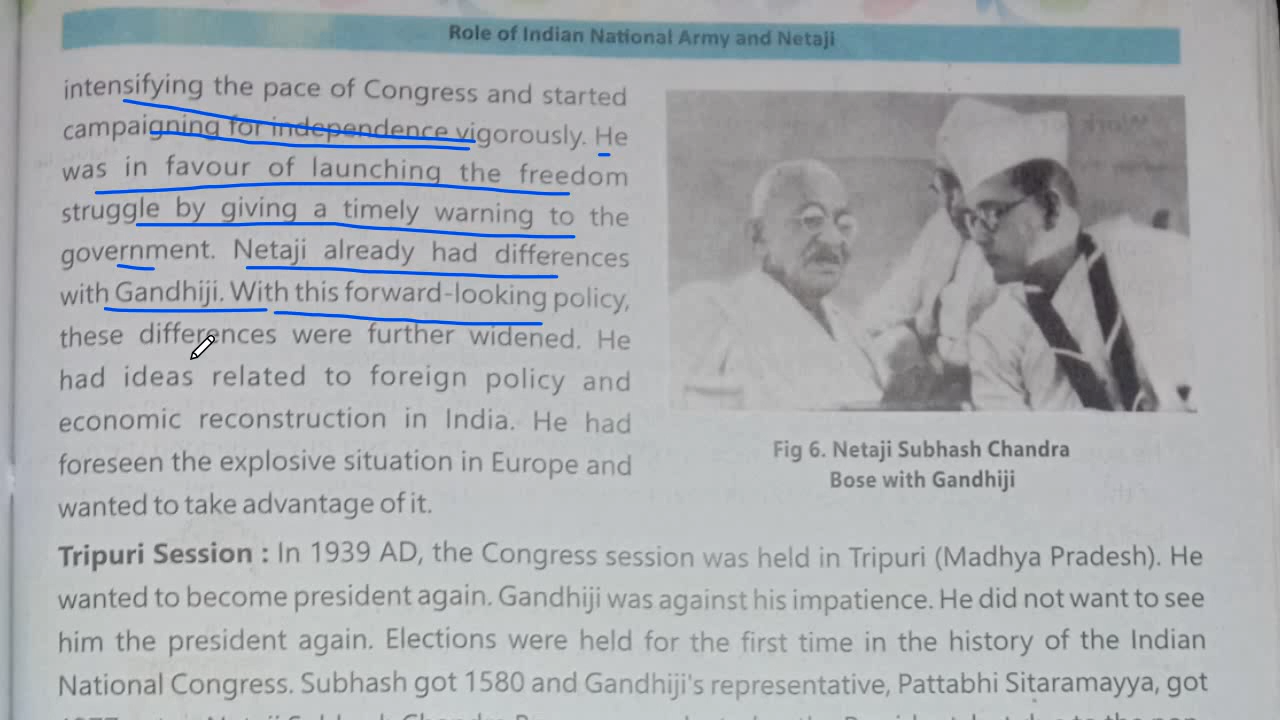 Role of Indian National Army and Netaji
intensifying the pace of Congress and started
campaigning for independence vigorously. He
was in favour of launching the freedom
struggle by giving a timely warning to the
government. Netaji already had differences
with Gandhiji. With this forward-looking policy,
these differences were further widened. He
had ideas related to foreign policy and
economic reconstruction in India. He had
foreseen the explosive situation in Europe and
wanted to take advantage of it.
Fig 6. Netaji Subhash Chandra
Bose with Gandhiji
Tripuri Session : In 1939 AD, the Congress session was held in Tripuri (Madhya Pradesh). He
wanted to become president again. Gandhiji was against his impatience. He did not want to see
him the president again. Elections were held for the first time in the history of the Indian
National Congress. Subhash got 1580 and Gandhiji's representative, Pattabhi Sitaramayya, got